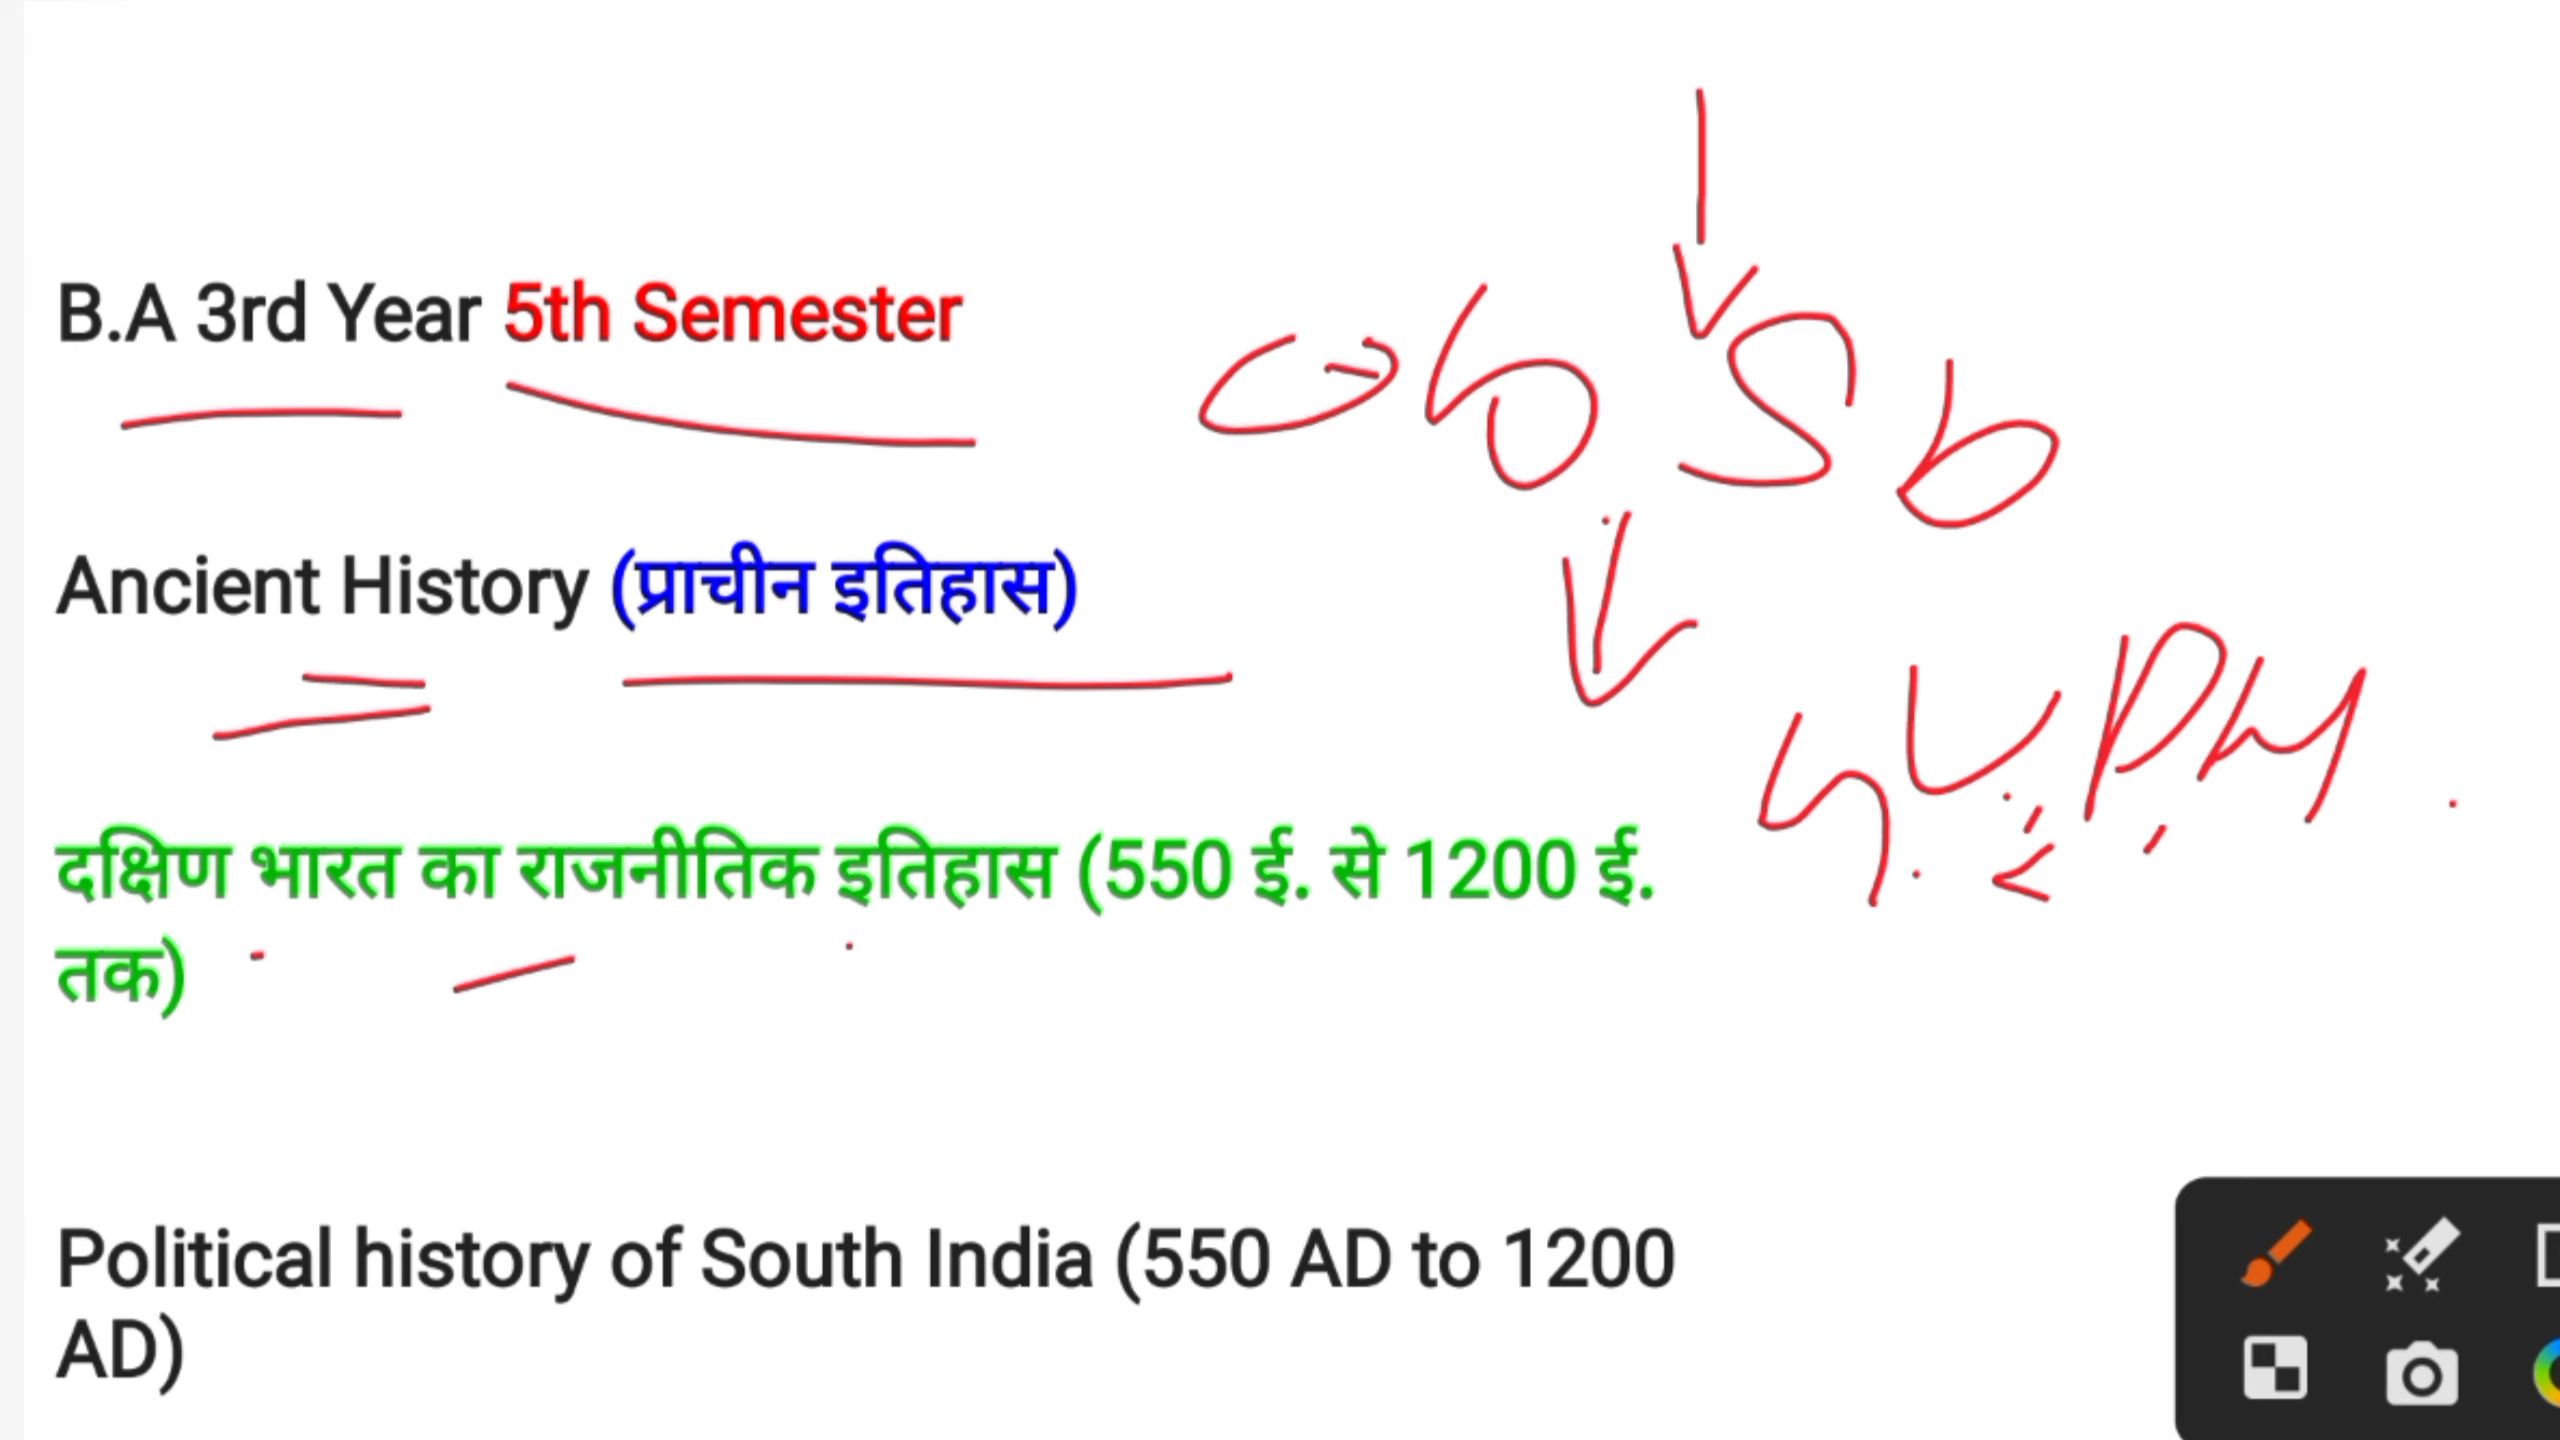 B.A 3rd Year 5th Semester
Ancient History (प्राचीन इतिहास)
दक्षिण भारत का राजनीतिक इतिहास (550 ई. से 1200 ई.
तक)
Political history of South India (550 AD to 1200
AD)